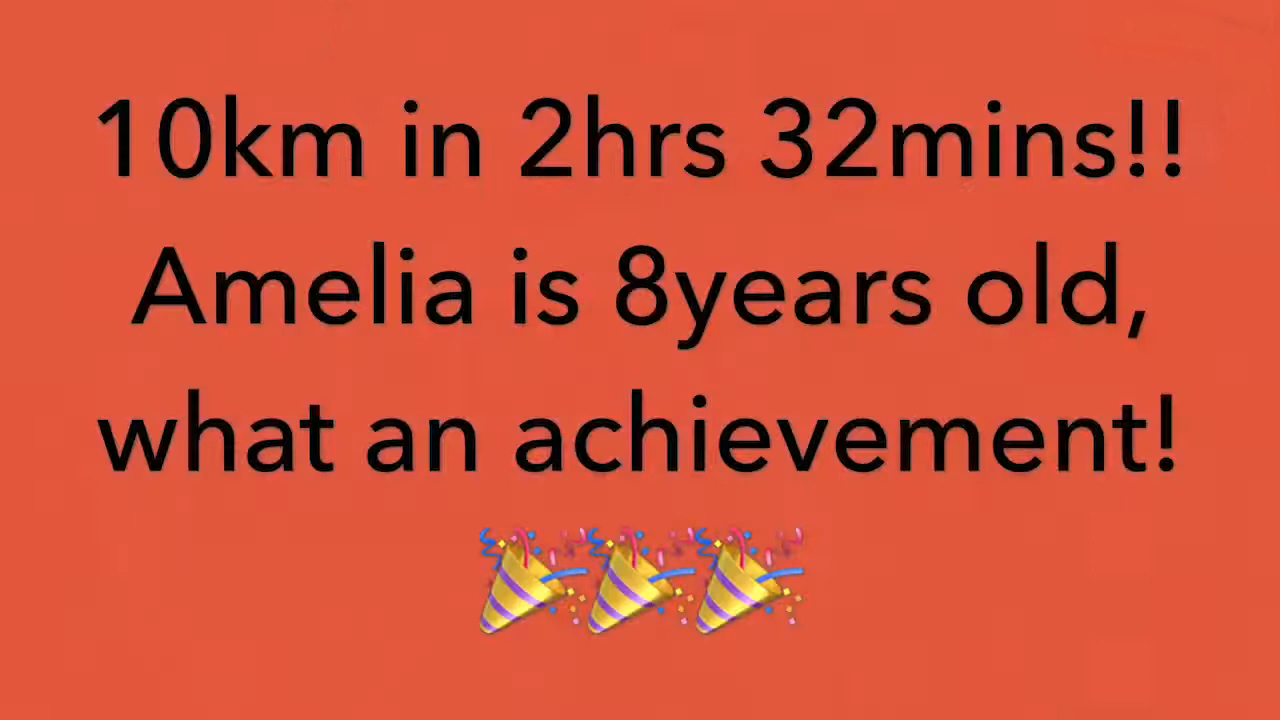 10km in 2hrs 32mins!!
Amelia is 8years old,
what an achievement!
🎉🎉🎉